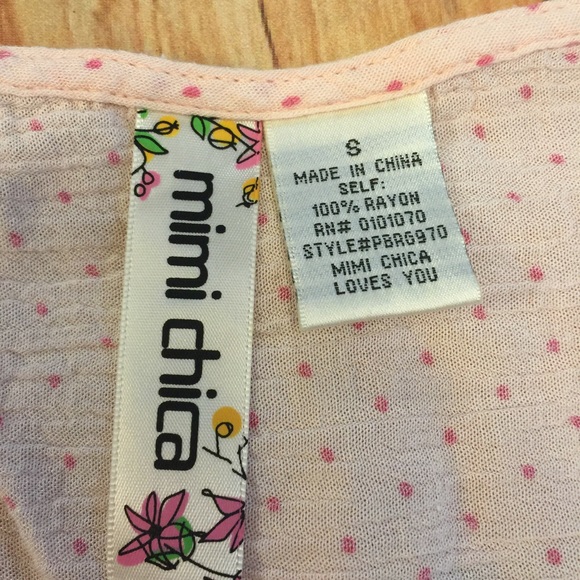 mimi chica
S
MADE IN CHINA
SELF:
100% RAYON
RN# 0101070
STYLE#PBRG970
MIMI CHICA
LOVES YOU